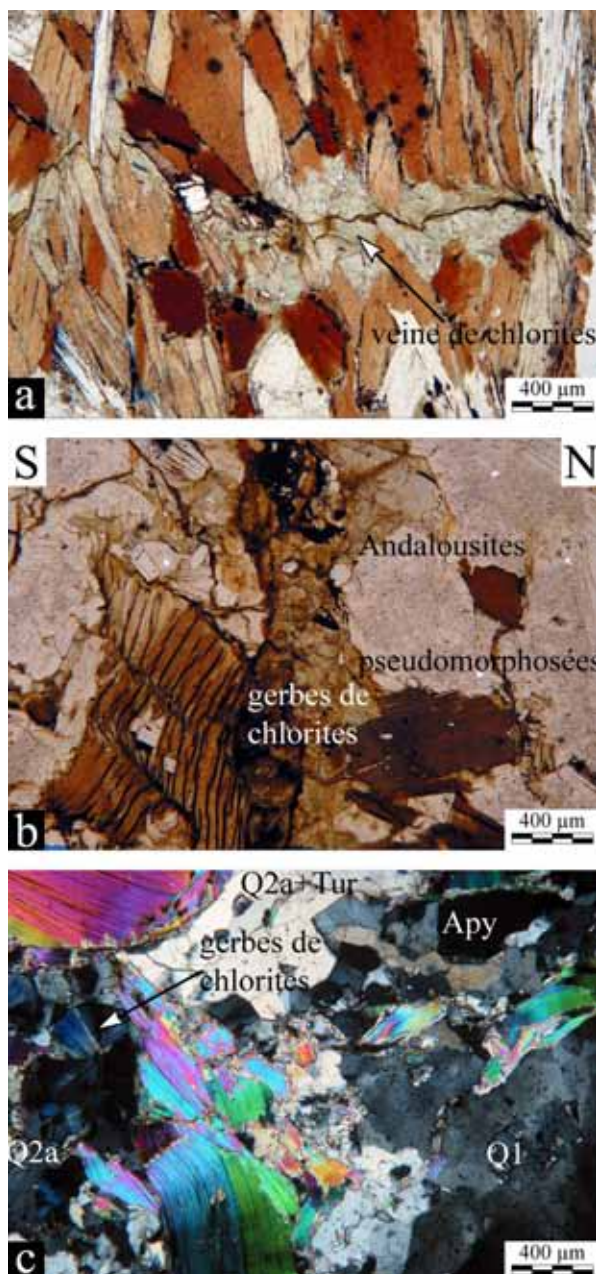 veine de chlorites
a
400 µm
S
N
Andalousites
pseudomorphosées
gerbes de
chlorites
b
400 µm
Q2a+Tur
Apy
gerbes de
chlorites
Q2a
Q1
c
400 µm